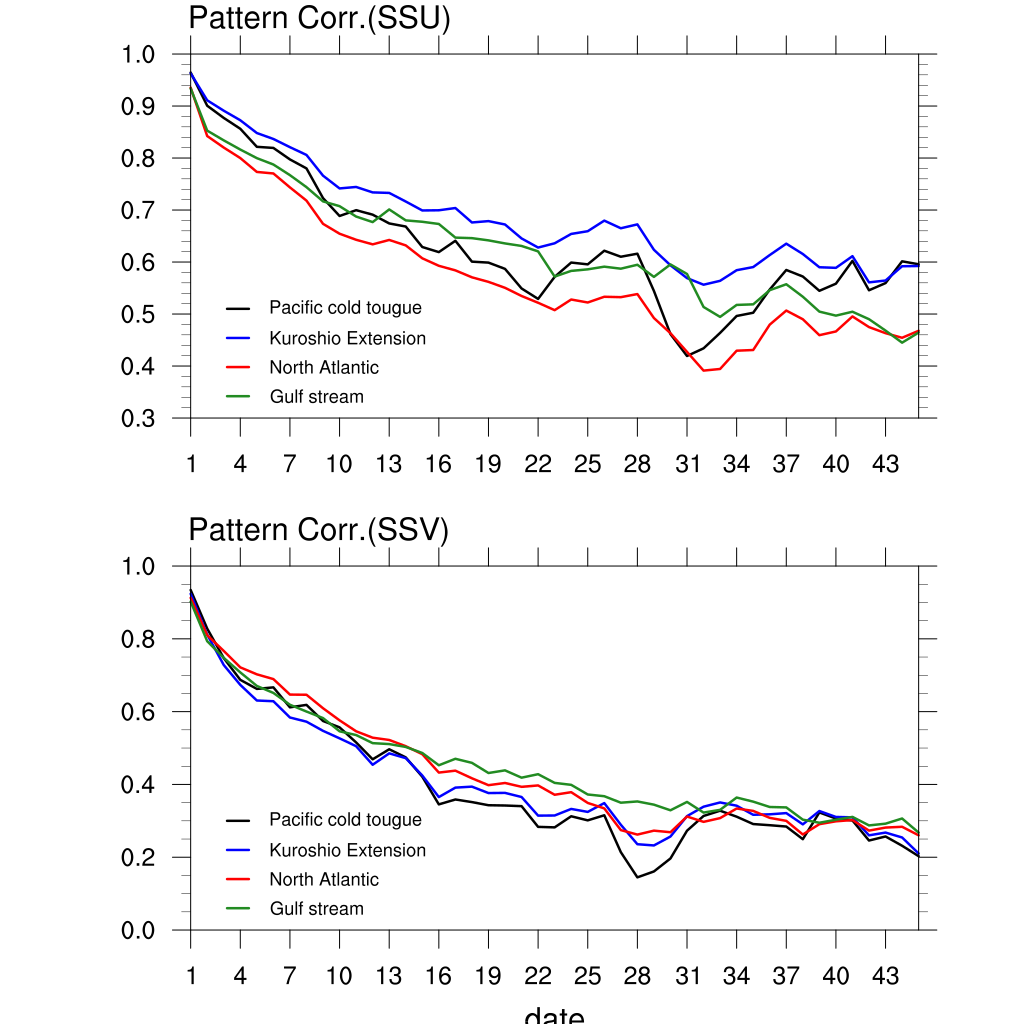 Pattern Corr.(SSU)
1.0
0.9
0.8
0.7
0.6
0.5
0.4
0.3
Pacific cold tougue
Kuroshio Extension
North Atlantic
Gulf stream
1 4 7 10 13 16 19 22 25 28 31 34 37 40 43
Pattern Corr.(SSV)
1.0
0.8
0.6
0.4
0.2
0.0
Pacific cold tougue
Kuroshio Extension
North Atlantic
Gulf stream
1 4 7 10 13 16 19 22 25 28 31 34 37 40 43
date